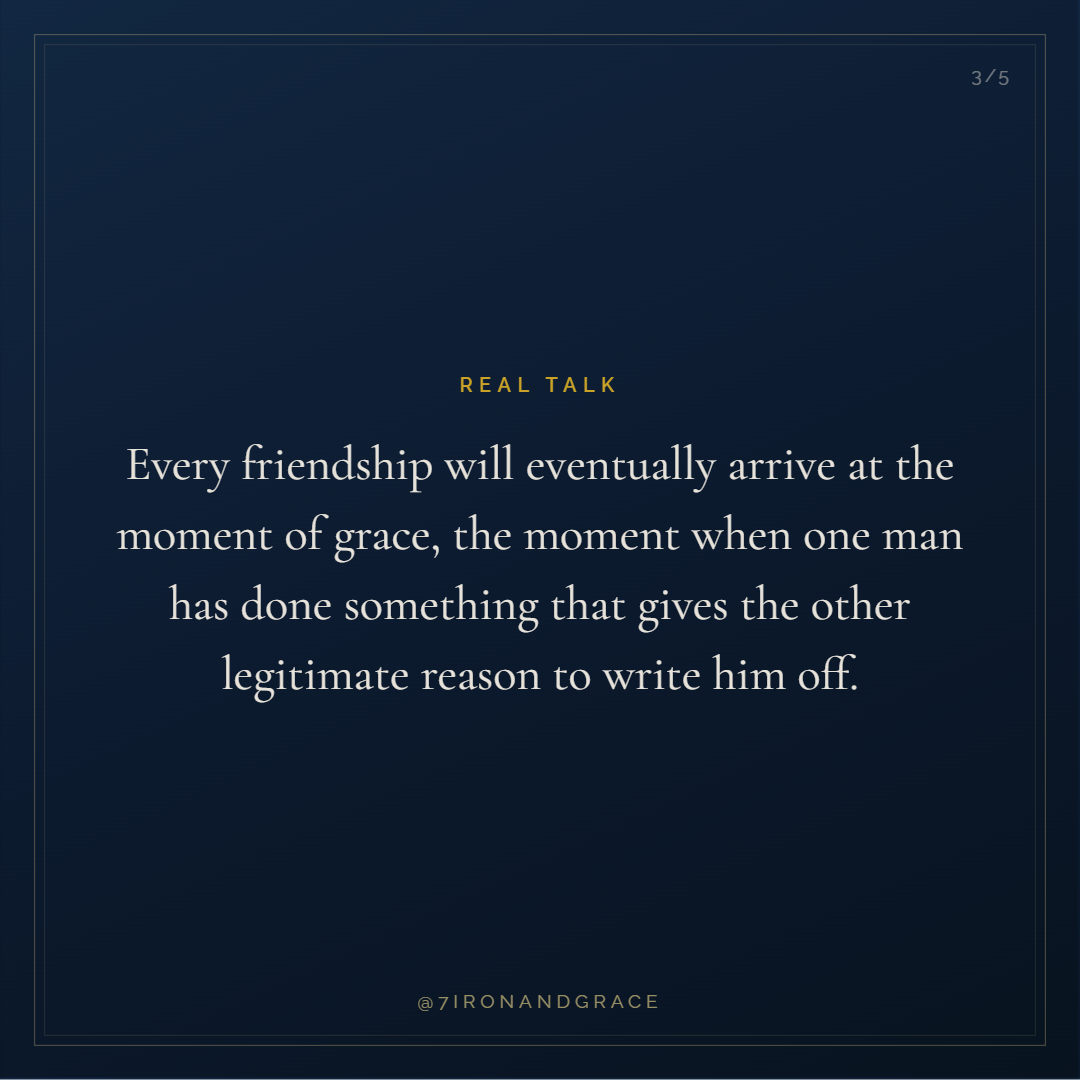 3/5
REAL TALK
Every friendship will eventually arrive at the
moment of grace, the moment when one man
has done something that gives the other
legitimate reason to write him off.
@7IRONANDGRACE